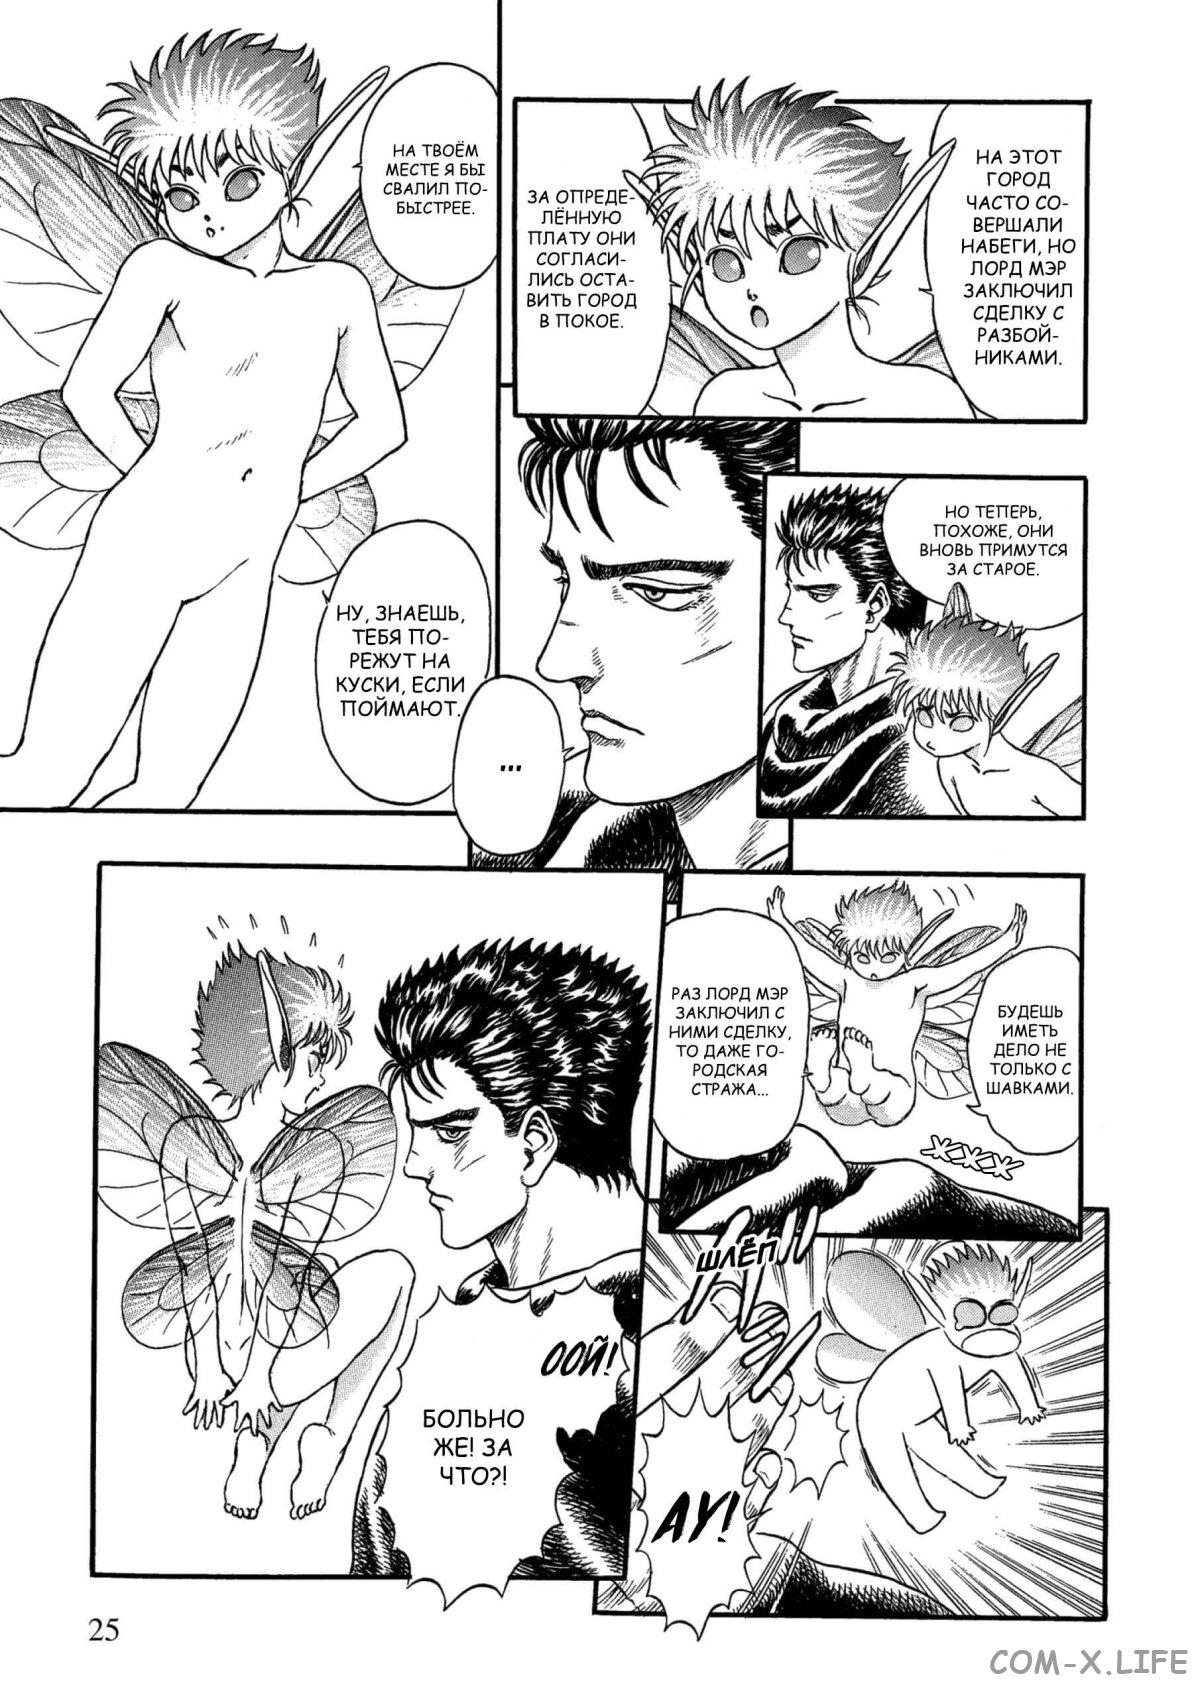 НА ЭТОТ
ГОРОД
ЧАСТО СО-
ВЕРШАЛИ
НАБЕГИ, НО
ЛОРД МЭР
ЗАКЛЮЧИЛ
СДЕЛКУ С
РАЗБОЙ-
НИКАМИ.
ЗА ОПРЕДЕ-
ЛЁННУЮ
ПЛАТУ ОНИ
СОГЛАСИ-
ЛИСЬ ОСТА-
ВИТЬ ГОРОД
В ПОКОЕ.
НО ТЕПЕРЬ,
ПОХОЖЕ, ОНИ
ВНОВЬ ПРИМУТСЯ
ЗА СТАРОЕ.
...
НА ТВОЁМ
МЕСТЕ Я БЫ
СВАЛИЛ ПО-
БЫСТРЕЕ.
НУ, ЗНАЕШЬ,
ТЕБЯ ПО-
РЕЖУТ НА
КУСКИ, ЕСЛИ
ПОЙМАЮТ.
БУДЕШЬ
ИМЕТЬ
ДЕЛО НЕ
ТОЛЬКО С
ШАВКАМИ.
РАЗ ЛОРД МЭР
ЗАКЛЮЧИЛ С
НИМИ СДЕЛКУ,
ТО ДАЖЕ ГО-
РОДСКАЯ
СТРАЖА...
ЖЖЖ
ШЛЁП
АУ!
ООЙ!
БОЛЬНО
ЖЕ! ЗА
ЧТО?!
25
COM-X.LIFE